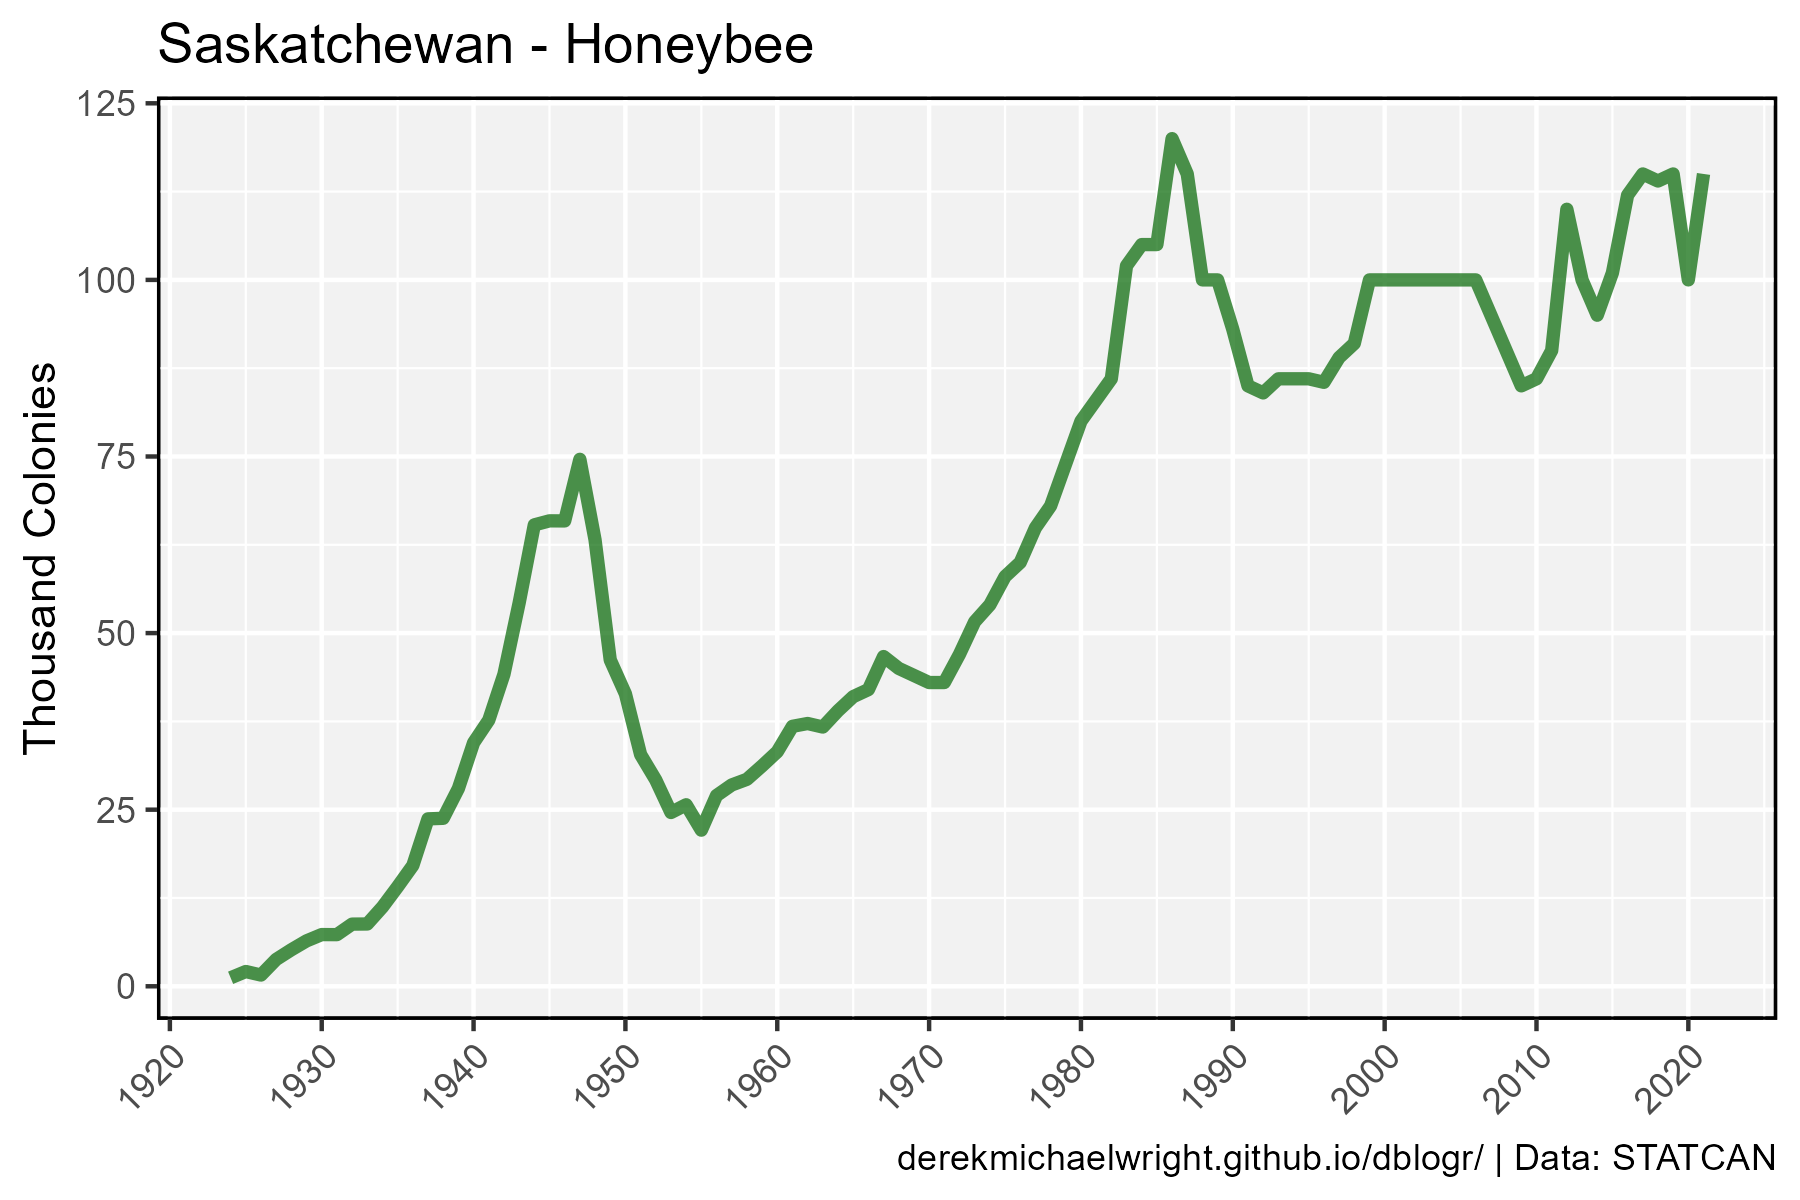 Saskatchewan - Honeybee
125
100
75
50
25
0
Thousand Colonies
1920 1930 1940 1950 1960 1970 1980 1990 2000 2010 2020
derekmichaelwright.github.io/dblogr/ | Data: STATCAN